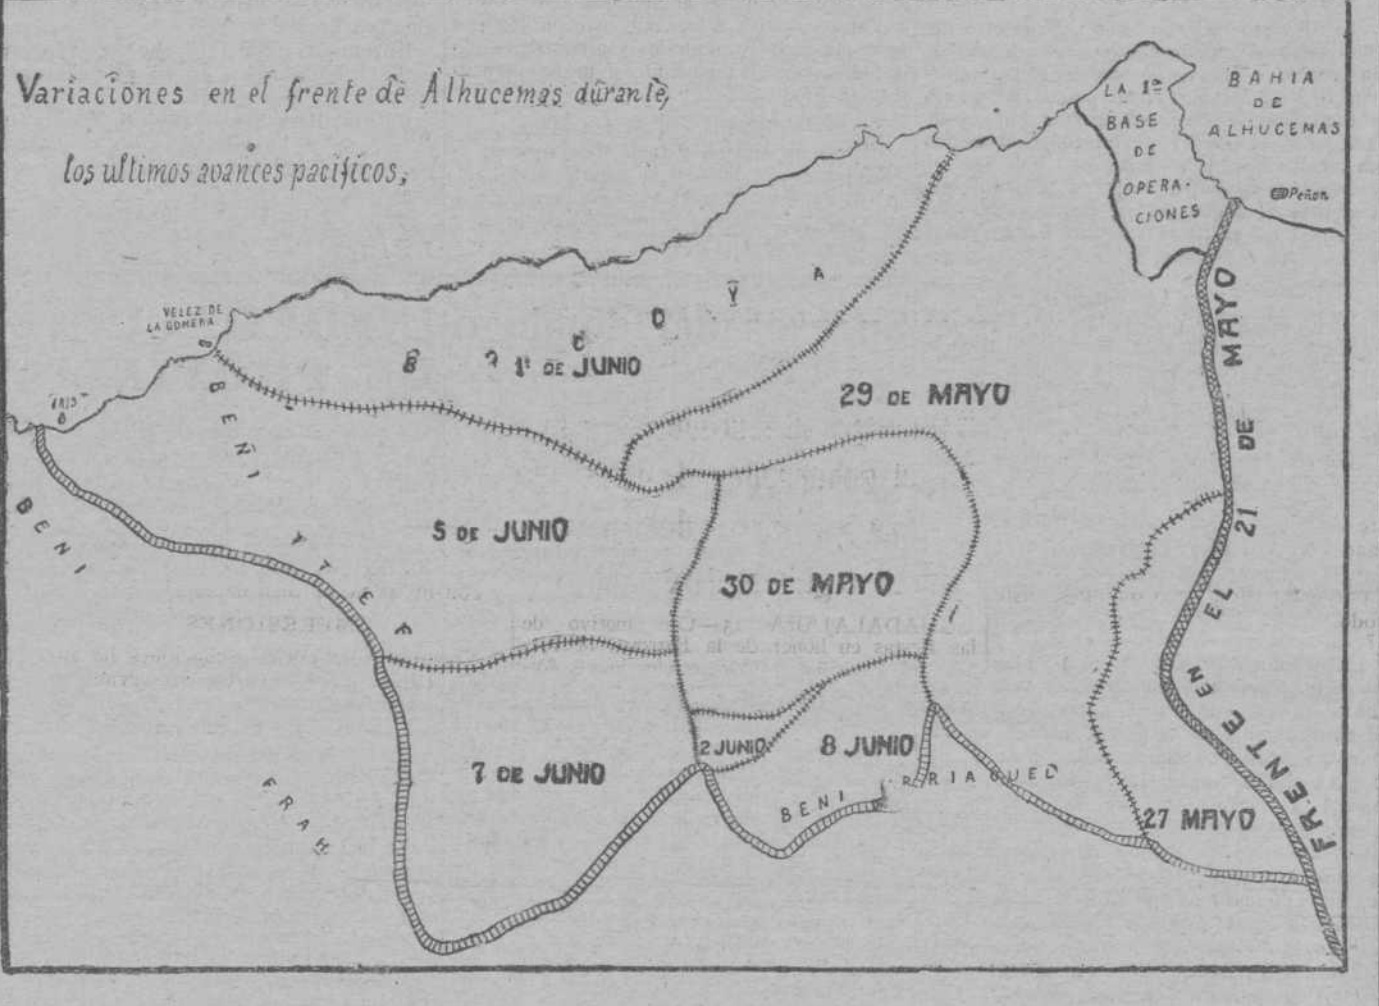 Variaciones en el frente de Alhucemas durante,
los ultimos avances pacificos,
LA 1ª
BASE
DE
OPERA-
CIONES
BAHIA
DE
ALHUCEMAS
Peñon
VELEZ DE
LA GOMERA
BENI YTEFF
BENI
FRAH
1º DE JUNIO
29 DE MAYO
5 DE JUNIO
30 DE MAYO
7 DE JUNIO
2 JUNIO
8 JUNIO
BENI
RRIAGUED
27 MAYO
FRENTE EN EL 21 DE MAYO